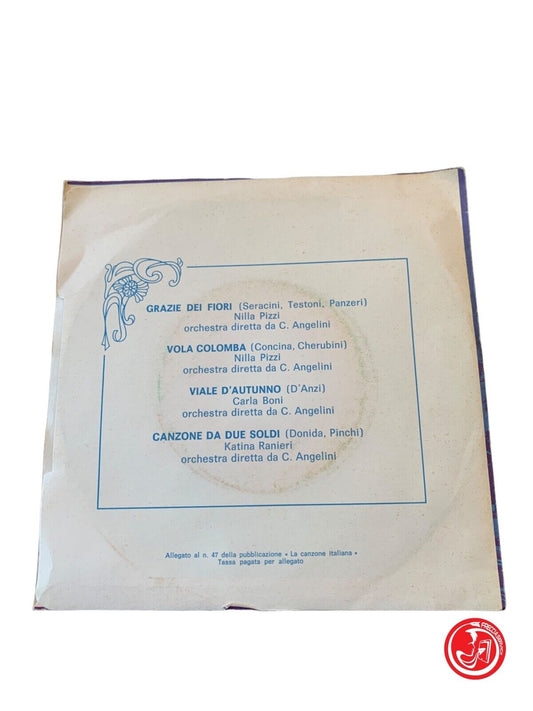 GRAZIE DEI FIORI (Seracini, Testoni, Panzeri)
Nilla Pizzi
orchestra diretta da C. Angelini
VOLA COLOMBA (Concina, Cherubini)
Nilla Pizzi
orchestra diretta da C. Angelini
VIALE D'AUTUNNO (D'Anzi)
Carla Boni
orchestra diretta da C. Angelini
CANZONE DA DUE SOLDI (Donida, Pinchi)
Katina Ranieri
orchestra diretta da C. Angelini
Allegato al n. 47 della pubblicazione « La canzone Italiana »
Tassa pagata per allegato